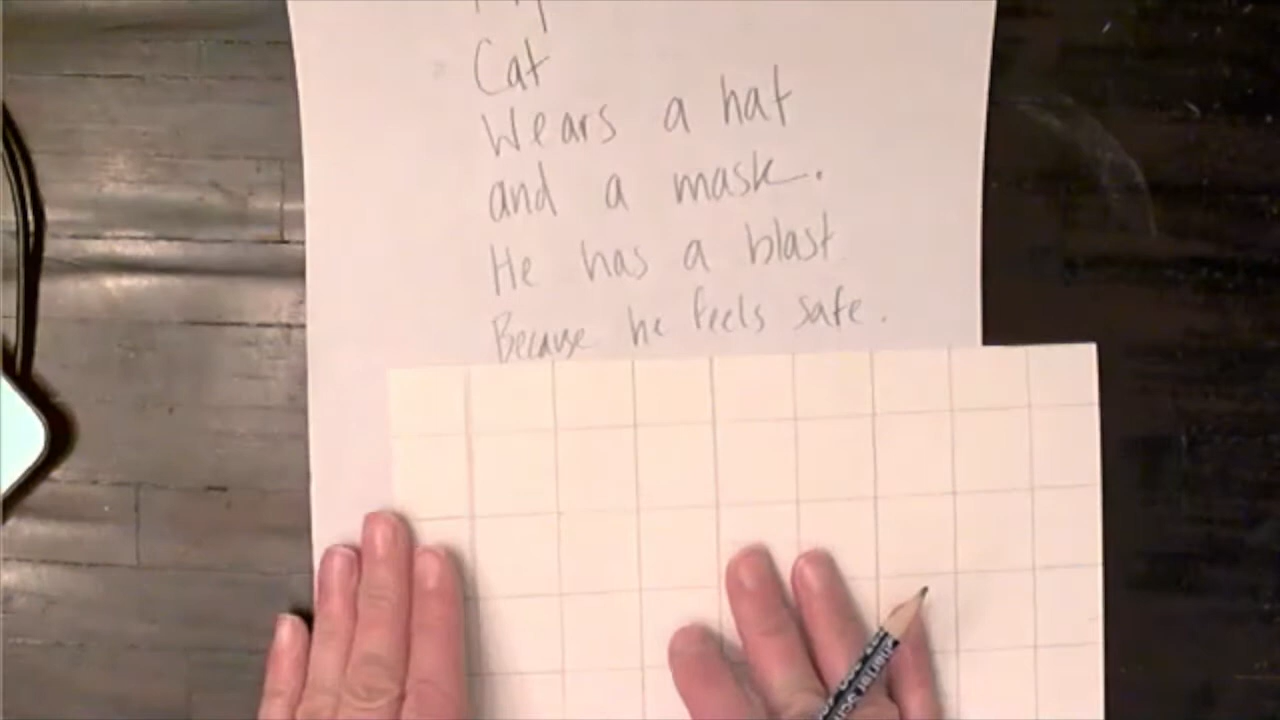 Cat
Wears a hat
and a mask.
He has a blast
Because he feels safe.